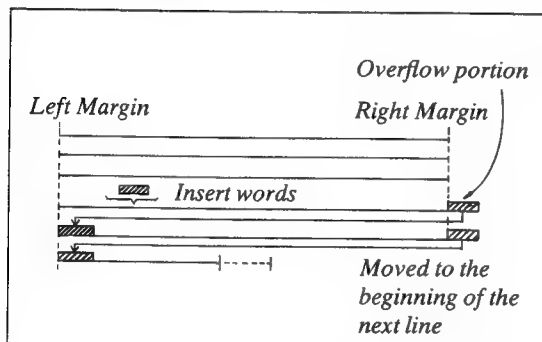 Overflow portion
Left Margin
Right Margin
Insert words
Moved to the
beginning of the
next line